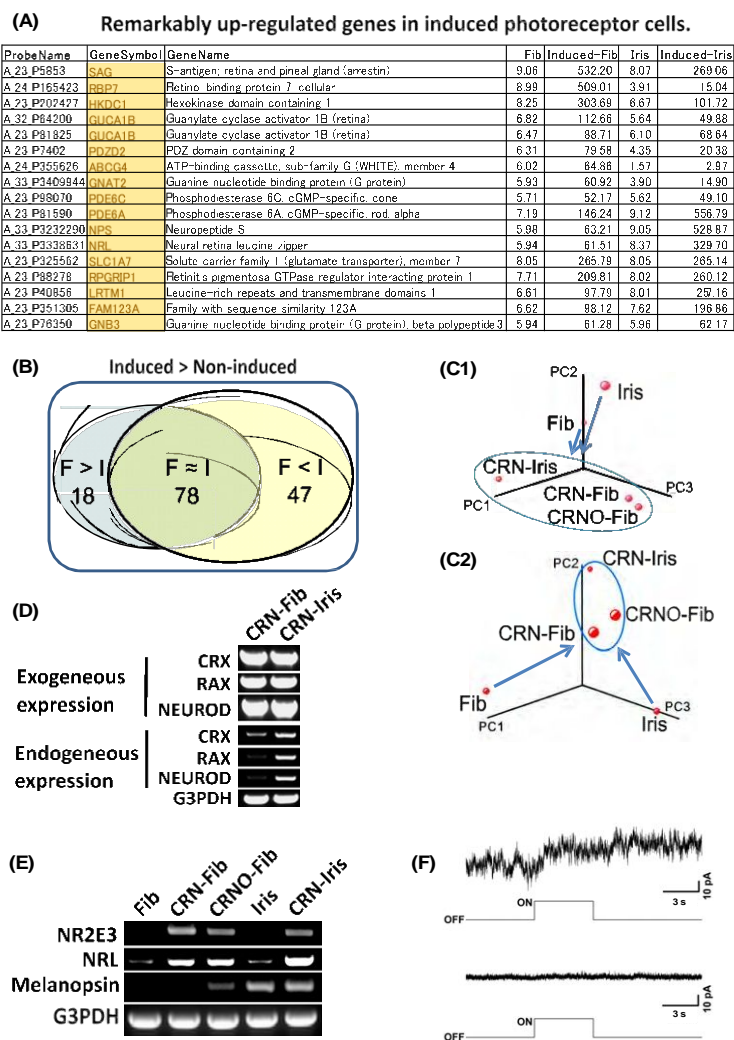 (A) Remarkably up-regulated genes in induced photoreceptor cells.
ProbeName GeneSymbol GeneName Fib Induced-Fib Iris Induced-Iris
A_23_P5853 SAG S-antigen; retina and pineal gland (arrestin) 9.06 532.20 8.07 269.06
A_24_P165423 RBP7 Retinol binding protein 7, cellular 8.99 509.01 3.91 15.04
A_23_P202427 HKDC1 Hexokinase domain containing 1 8.25 303.69 6.67 101.72
A_32_P64200 GUCA1B Guanylate cyclase activator 1B (retina) 6.82 112.66 5.64 49.88
A_23_P81825 GUCA1B Guanylate cyclase activator 1B (retina) 6.47 88.71 6.10 68.64
A_23_P7402 PDZD2 PDZ domain containing 2 6.31 79.58 4.35 20.38
A_24_P355626 ABCG4 ATP-binding cassette, sub-family G (WHITE), member 4 6.02 64.86 1.57 2.97
A_33_P3409944 GNAT2 Guanine nucleotide binding protein (G protein) 5.93 60.92 3.90 14.90
A_23_P98070 PDE6C Phosphodiesterase 6C, cGMP-specific, cone 5.71 52.17 5.62 49.10
A_23_P81590 PDE6A Phosphodiesterase 6A, cGMP-specific, rod, alpha 7.19 146.24 9.12 556.79
A_33_P3232290 NPS Neuropeptide S 5.98 63.21 9.05 528.87
A_33_P3338631 NRL Neural retina leucine zipper 5.94 61.51 8.37 329.70
A_23_P325562 SLC1A7 Solute carrier family 1 (glutamate transporter), member 7 8.05 265.79 8.05 265.14
A_23_P88278 RPGRIP1 Retinitis pigmentosa GTPase regulator interacting protein 1 7.71 209.81 8.02 260.12
A_23_P40856 LRTM1 Leucine-rich repeats and transmembrane domains 1 6.61 97.79 8.01 257.16
A_23_P351305 FAM123A Family with sequence similarity 123A 6.62 98.12 7.62 196.86
A_23_P76350 GNB3 Guanine nucleotide binding protein (G protein), beta polypeptide 3 5.94 61.28 5.96 62.17
(B) Induced > Non-induced
F > I F ≈ I F < I
18 78 47
(C1)
PC2
Iris
Fib
CRN-Iris
CRN-Fib
CRNO-Fib
PC1
PC3
(C2)
PC2
CRN-Iris
CRNO-Fib
CRN-Fib
Fib
PC1
PC3
Iris
(D)
CRN-Fib
CRN-Iris
Exogeneous expression
CRX
RAX
NEUROD
Endogeneous expression
CRX
RAX
NEUROD
G3PDH
(E)
Fib
CRN-Fib
CRNO-Fib
Iris
CRN-Iris
NR2E3
NRL
Melanopsin
G3PDH
(F)
10 pA
3 s
ON
OFF
10 pA
3 s
ON
OFF